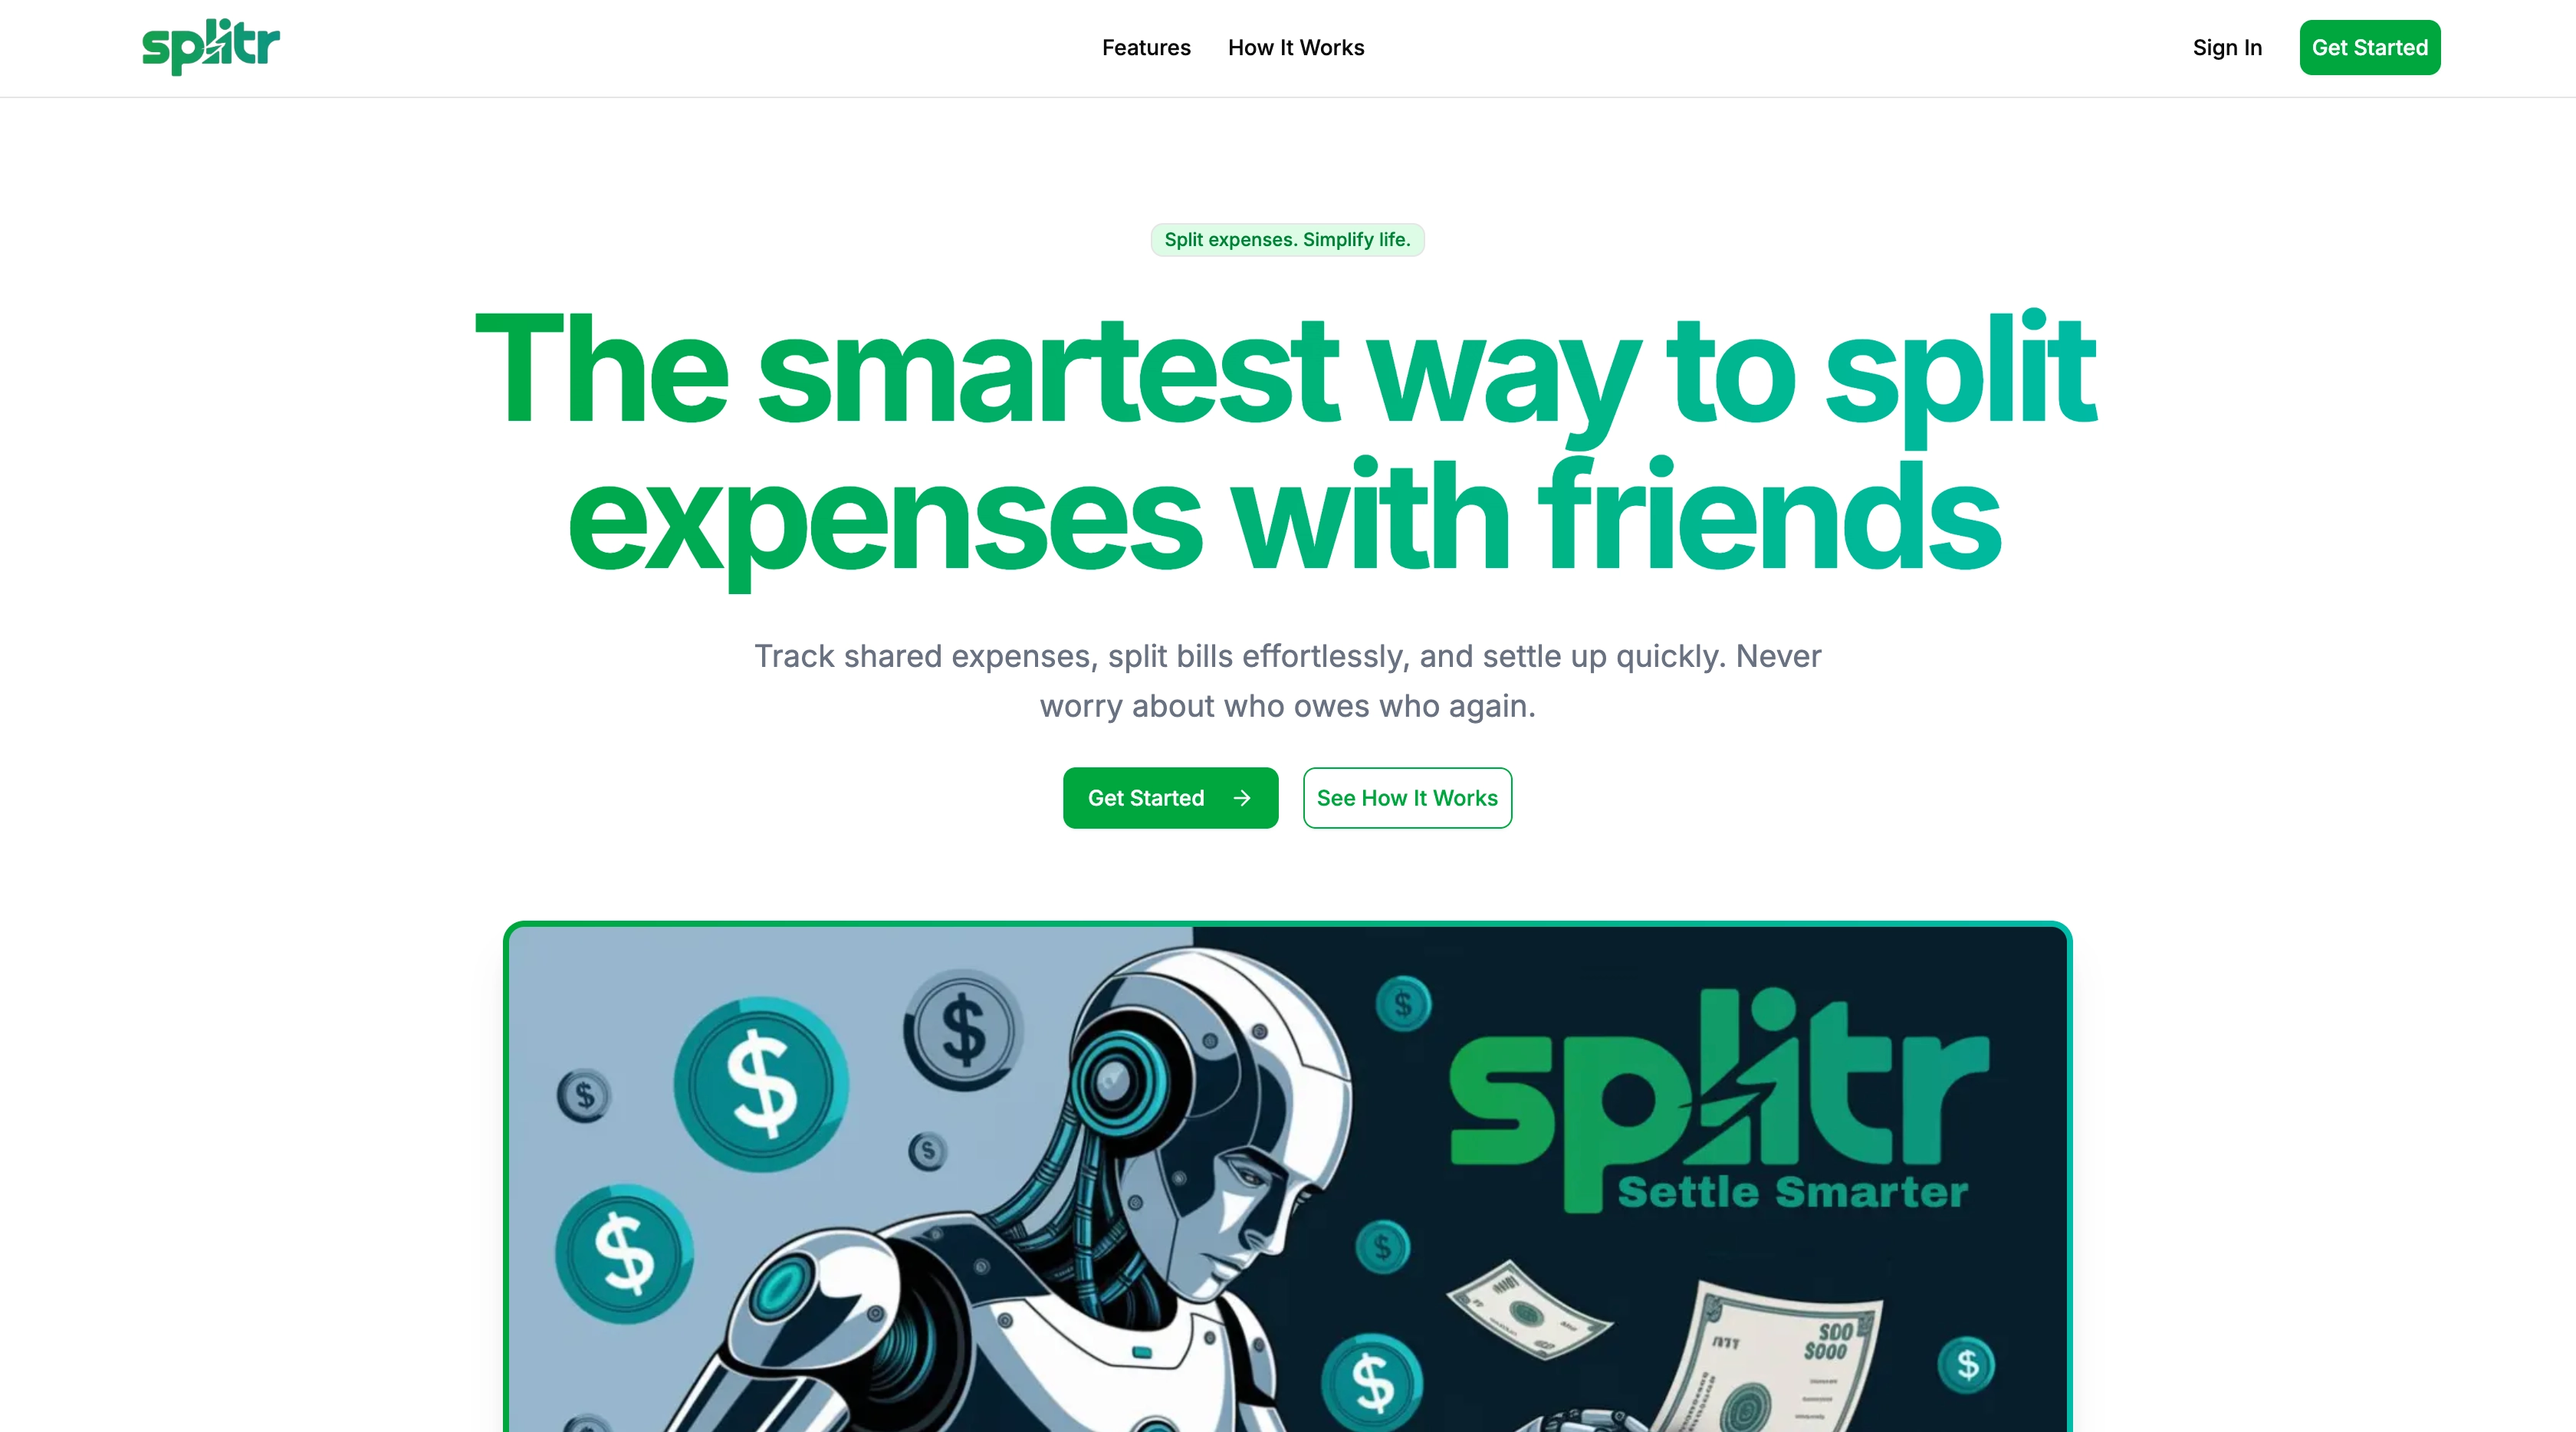 splitr
Features
How It Works
Sign In
Get Started
Split expenses. Simplify life.
The smartest way to split
expenses with friends
Track shared expenses, split bills effortlessly, and settle up quickly. Never
worry about who owes who again.
Get Started →
See How It Works
$
$
$
$
$
$
$
$
$
splitr
Settle Smarter
SOO
SOOO